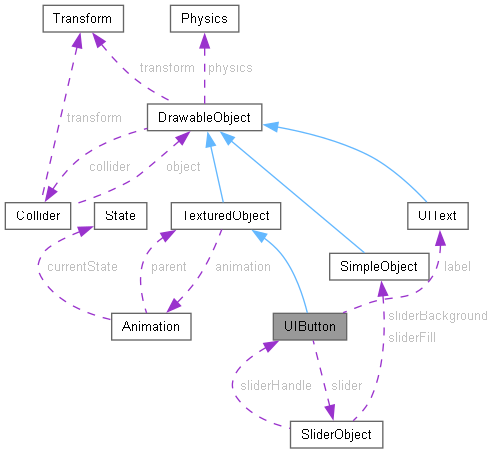 Transform
Physics
transform
physics
DrawableObject
transform
collider
object
Collider
State
TexturedObject
UIText
currentState
parent
animation
SimpleObject
label
sliderBackground
sliderFill
Animation
UIButton
sliderHandle
slider
SliderObject